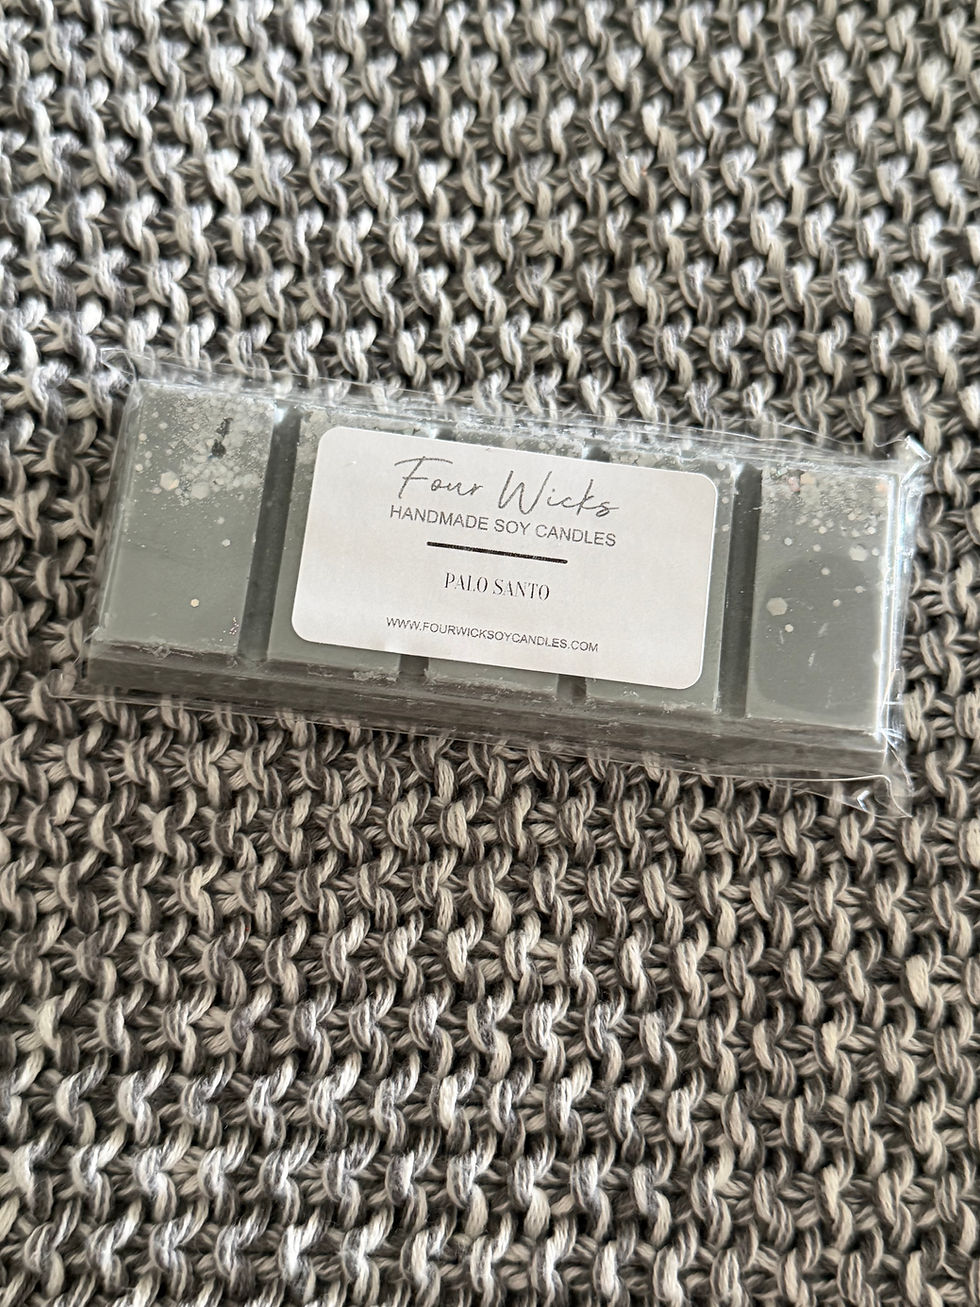 Four Wicks
HANDMADE SOY CANDLES
PALO SANTO
WWW.FOURWICKSOYCANDLES.COM